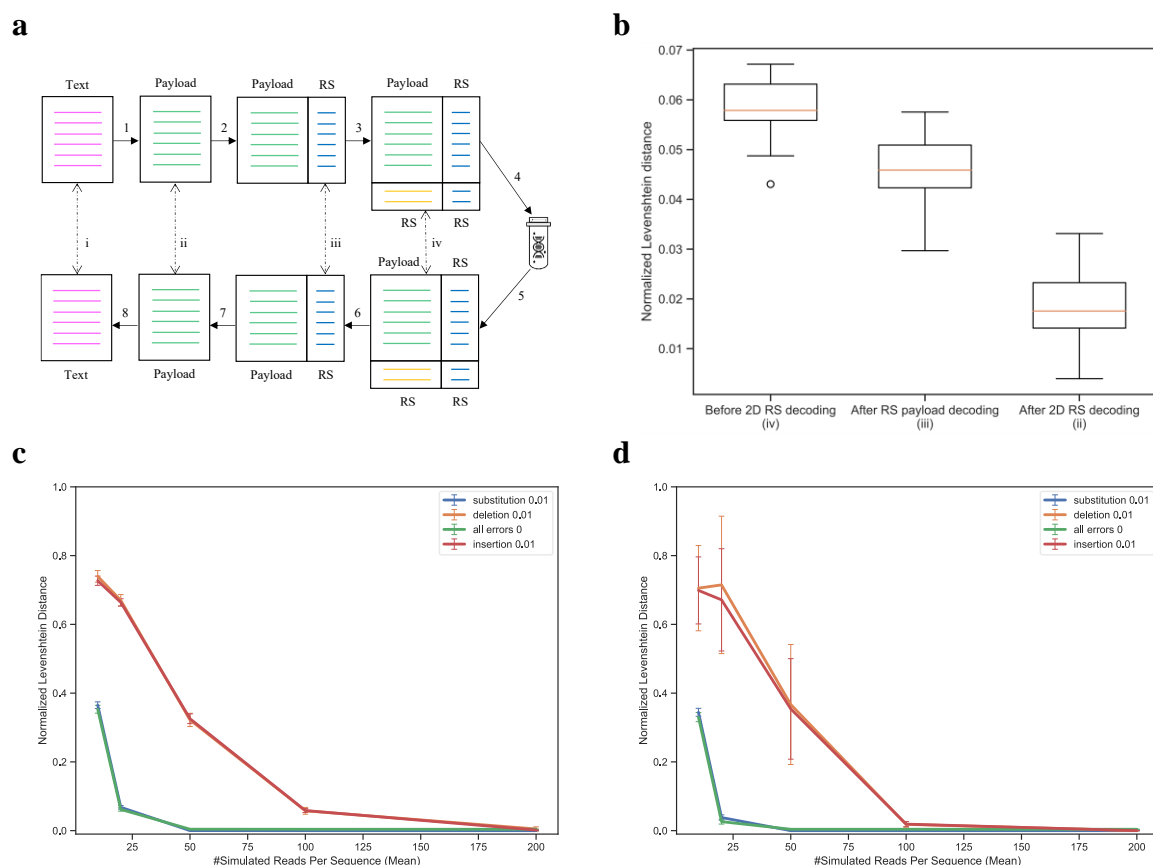 a
Text
Payload
Payload RS
Payload RS
1
2
3
4
RS RS
i
ii
iii
iv
Payload RS
5
8
7
6
Text
Payload
Payload RS
RS RS
b
Normalized Levenshtein distance
0.07
0.06
0.05
0.04
0.03
0.02
0.01
Before 2D RS decoding
(iv)
After RS payload decoding
(iii)
After 2D RS decoding
(ii)
c
Normalized Levenshtein Distance
1.0
0.8
0.6
0.4
0.2
0.0
substitution 0.01
deletion 0.01
all errors 0
insertion 0.01
25 50 75 100 125 150 175 200
#Simulated Reads Per Sequence (Mean)
d
Normalized Levenshtein Distance
1.0
0.8
0.6
0.4
0.2
0.0
substitution 0.01
deletion 0.01
all errors 0
insertion 0.01
25 50 75 100 125 150 175 200
#Simulated Reads Per Sequence (Mean)